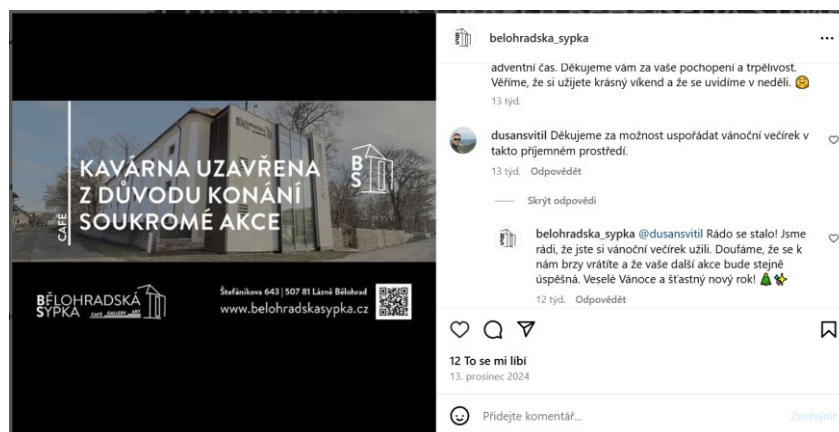 BĚLOHRADSKÁ
SÝPKA
KAVÁRNA UZAVŘENA
Z DŮVODU KONÁNÍ
SOUKROMÉ AKCE
CAFÉ
B
S
BĚLOHRADSKÁ
SÝPKA CAFÉ GALLERY ART
Štefánikova 643 | 507 81 Lázně Bělohrad
www.belohradskasypka.cz
belohradska_sypka
adventní čas. Děkujeme vám za vaše pochopení a trpělivost.
Věříme, že si užijete krásný víkend a že se uvidíme v neděli. 🤗
13 týd.
dusansvitil Děkujeme za možnost uspořádat vánoční večírek v
takto příjemném prostředí.
13 týd. Odpovědět
Skrýt odpovědi
belohradska_sypka @dusansvitil Rádo se stalo! Jsme
rádi, že jste si vánoční večírek užili. Doufáme, že se k
nám brzy vrátíte a že vaše další akce bude stejně
úspěšná. Veselé Vánoce a šťastný nový rok! 🎄✨
12 týd. Odpovědět
12 To se mi líbí
13. prosinec 2024
Přidejte komentář...
Zveřejnit